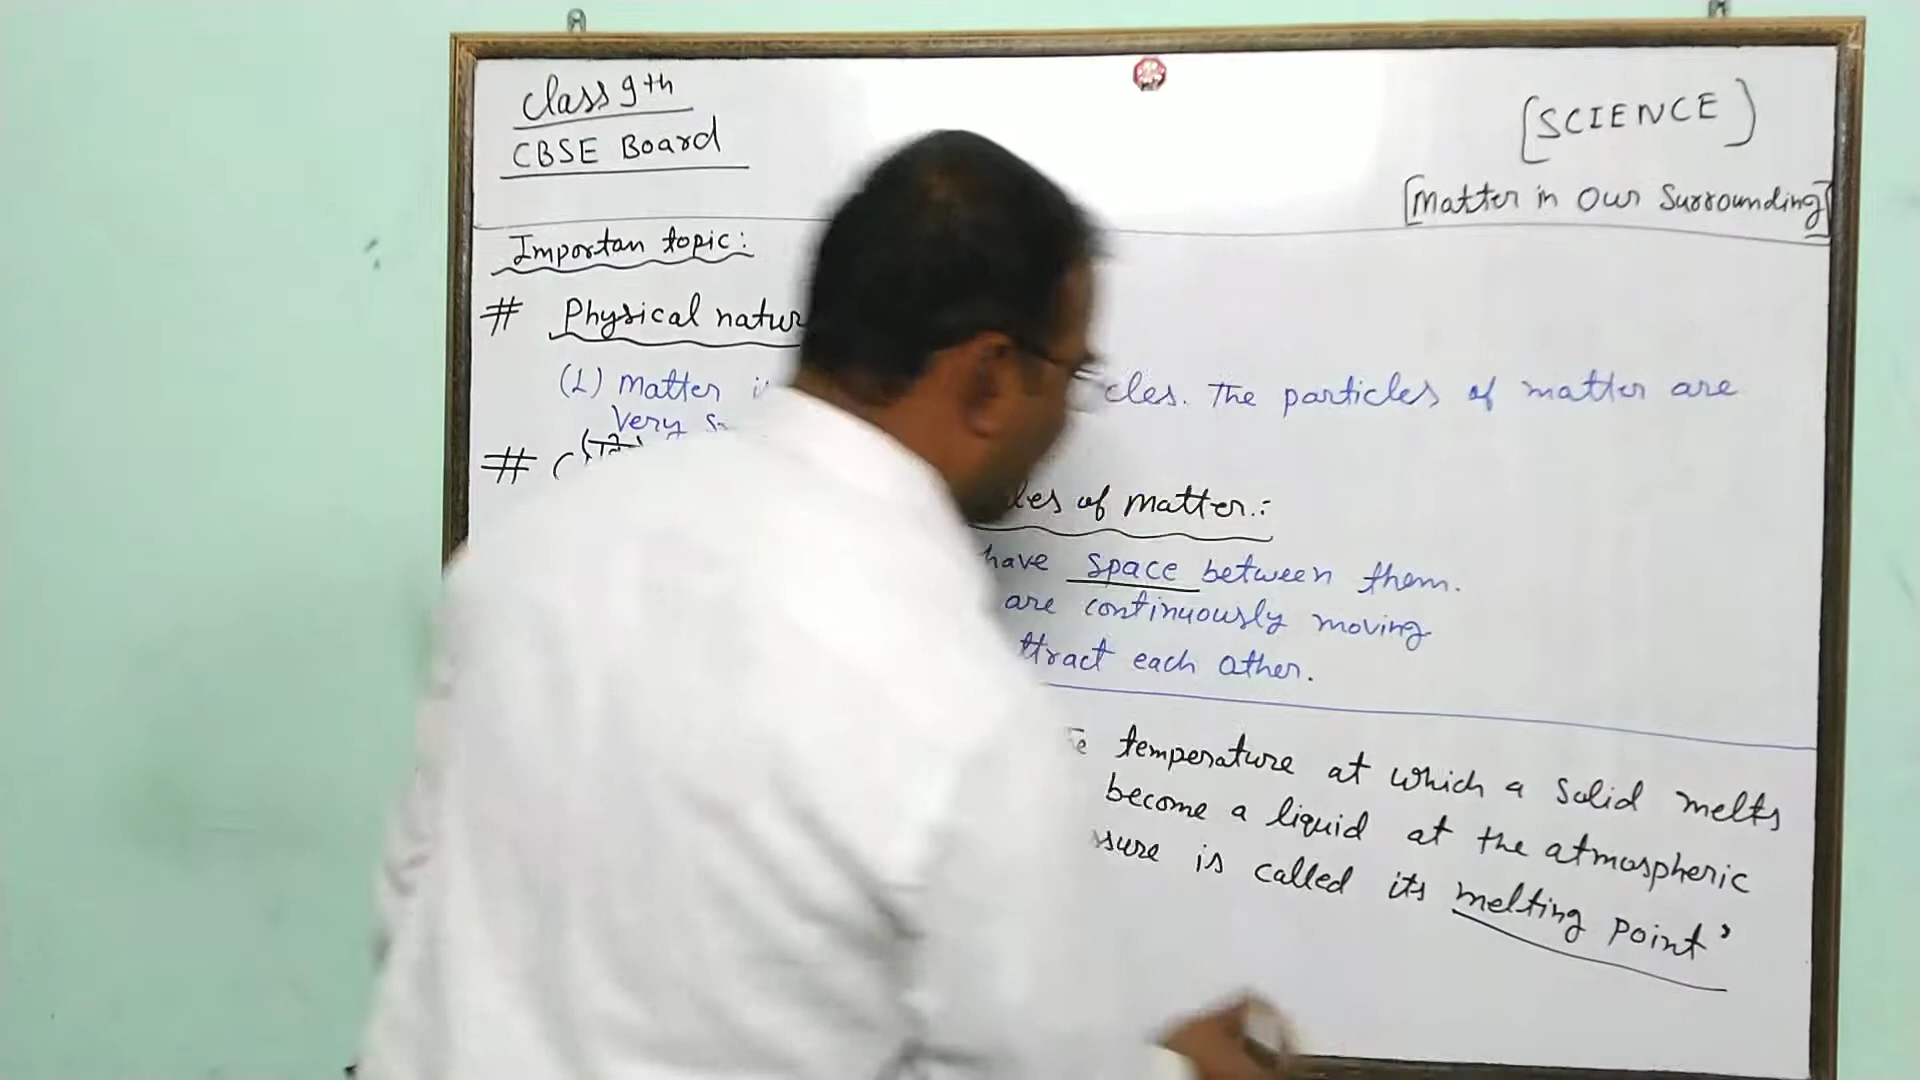 Class 9th
CBSE Board
[SCIENCE]
[Matter in Our Surrounding]
Importan topic:
# Physical natur
(1) Matter cles. The particles of matter are
Very
#
les of Matter.:
have space between them.
are continuously moving
ttract each other.
temperature at which a solid melts
become a liquid at the atmospheric
ssure is called its melting point’